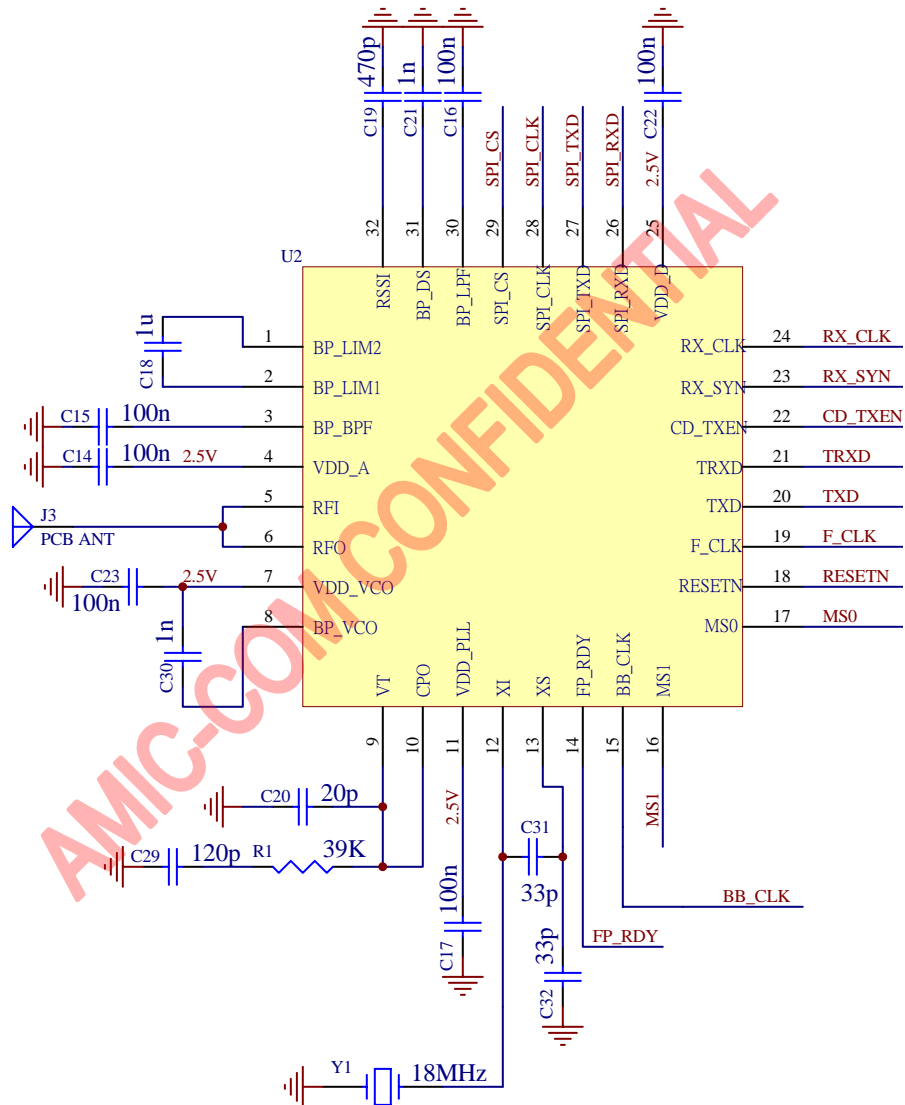 470p
C19
1n
C21
100n
C16
SPI_CS
SPI_CLK
SPI_TXD
SPI_RXD
100n
C22
2.5V
32
31
30
29
28
27
26
25
U2
RSSI
BP_DS
BP_LPF
SPI_CS
SPI_CLK
SPI_TXD
SPI_RXD
VDD_D
1u
C18
1
BP_LIM2
RX_CLK
24
RX_CLK
2
BP_LIM1
RX_SYN
23
RX_SYN
C15
100n
3
BP_BPF
CD_TXEN
22
CD_TXEN
C14
100n
2.5V
4
VDD_A
TRXD
21
TRXD
J3
PCB ANT
5
RFI
TXD
20
TXD
6
RFO
F_CLK
19
F_CLK
C23
100n
2.5V
7
VDD_VCO
RESETN
18
RESETN
1n
C30
8
BP_VCO
MS0
17
MS0
VT
CPO
VDD_PLL
XI
XS
FP_RDY
BB_CLK
MS1
9
10
11
12
13
14
15
16
C20
20p
2.5V
MS1
C29
120p
R1
39K
C31
33p
100n
C17
BB_CLK
33p
C32
FP_RDY
Y1
18MHz
AMIC-COM CONFIDENTIAL